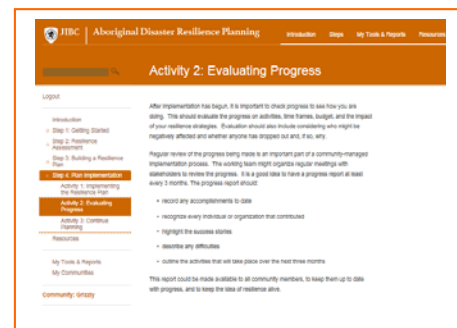 JIBC | Aboriginal Disaster Resilience Planning
Introduction Steps My Tools & Reports Resources
Activity 2: Evaluating Progress
Logout
Introduction
Step 1: Getting Started
Step 2: Resilience
Assessment
Step 3: Building a Resilience
Plan
Step 4: Plan Implementation
Activity 1: Implementing
the Resilience Plan
Activity 2: Evaluating
Progress
Activity 3: Continue
Planning
Resources
My Tools & Reports
My Communities
Community: Grizzly
After implementation has begun, it is important to check progress to see how you are
doing. This should evaluate the progress on activities, time frames, budget, and the impact
of your resilience strategies. Evaluation should also include considering who might be
negatively affected and whether anyone has dropped out and, if so, why.
Regular review of the progress being made is an important part of a community-managed
implementation process. The working team might organize regular meetings with
stakeholders to review the progress. It is a good idea to have a progress report at least
every 3 months. The progress report should:
• record any accomplishments to date
• recognize every individual or organization that contributed
• highlight the success stories
• describe any difficulties
• outline the activities that will take place over the next three months
This report could be made available to all community members, to keep them up to date
with progress, and to keep the idea of resilience alive.